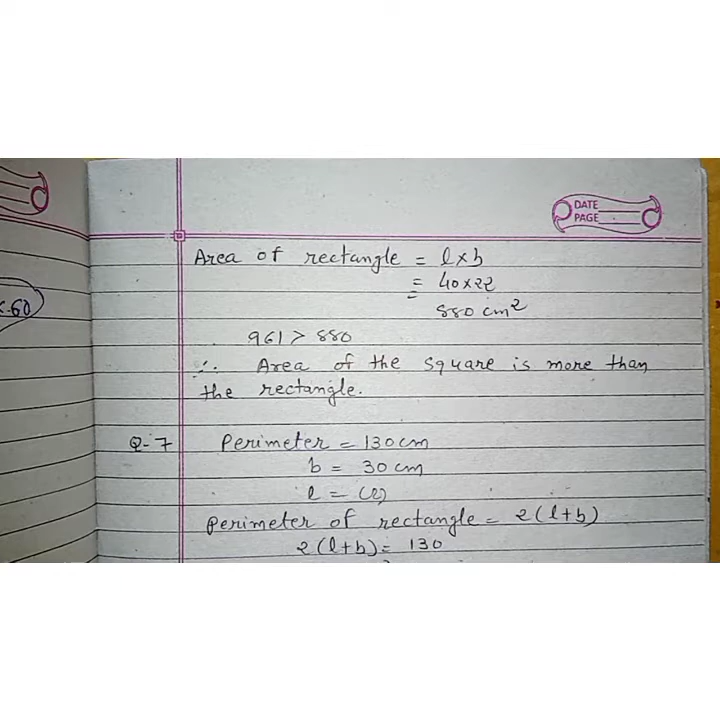 DATE
PAGE
Area of rectangle = l×b
= 40×22
= 880 cm²
961 > 880
∴ Area of the square is more than
the rectangle.
Q-7 Perimeter = 130cm
b = 30 cm
l = (l)
Perimeter of rectangle = 2(l+b)
2(l+b) = 130